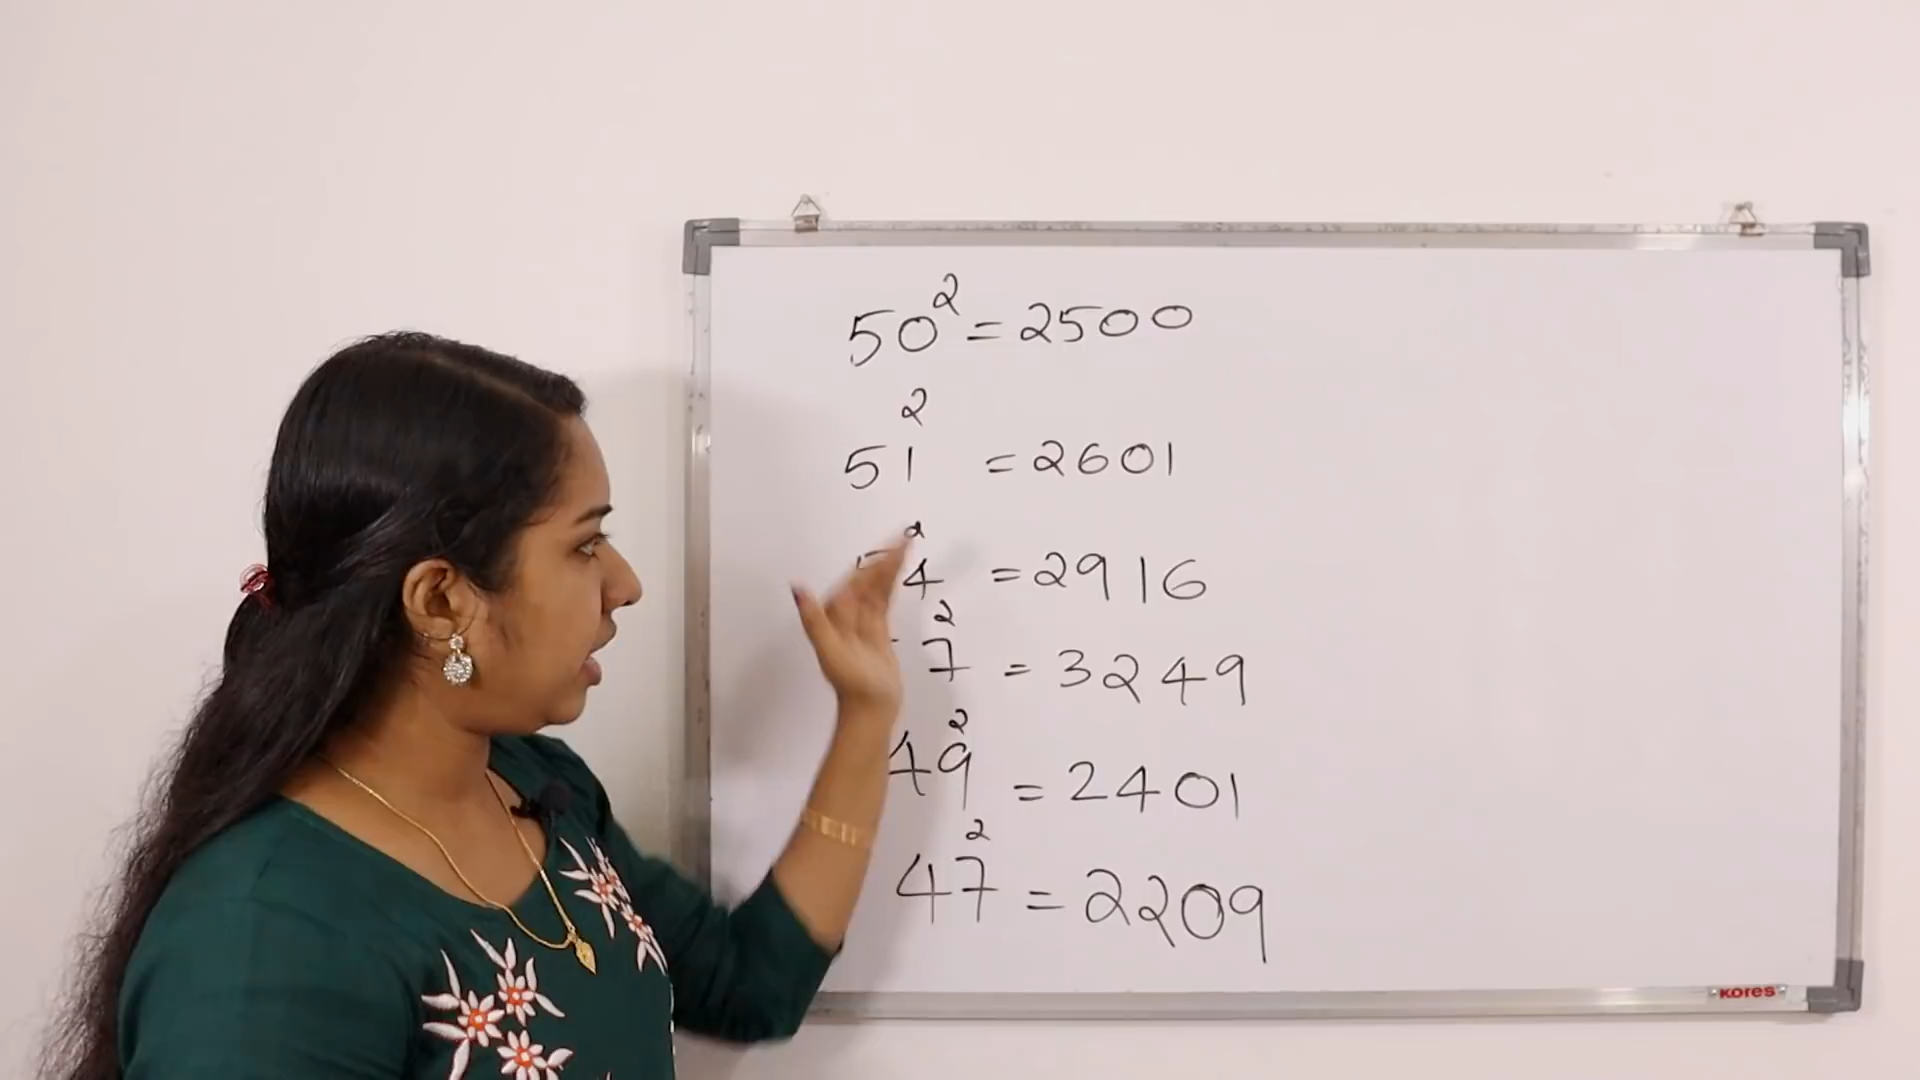 50² = 2500
51² = 2601
4² = 2916
7² = 3249
49² = 2401
47² = 2209
KORES